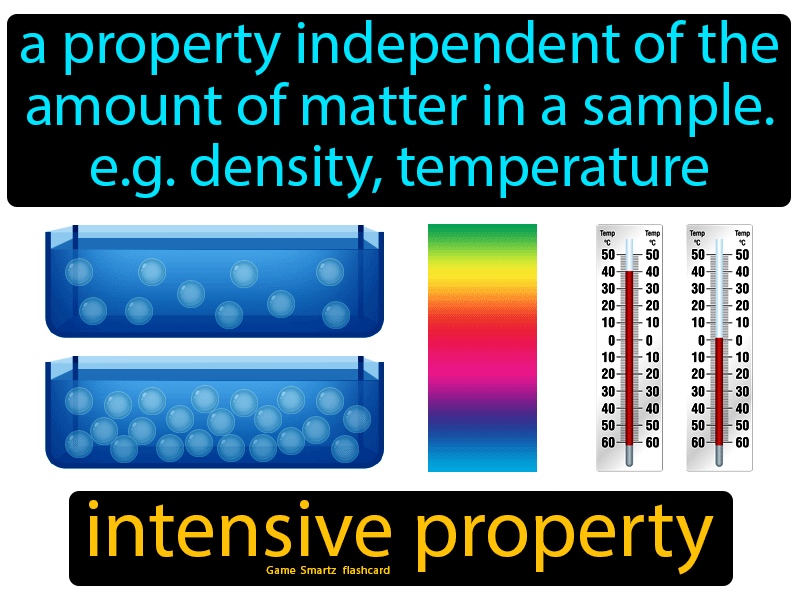 a property independent of the
amount of matter in a sample.
e.g. density, temperature
Temp Temp
°C °C
50 50
40 40
30 30
20 20
10 10
0 0
10 10
20 20
30 30
40 40
50 50
60 60
Temp Temp
°C °C
50 50
40 40
30 30
20 20
10 10
0 0
10 10
20 20
30 30
40 40
50 50
60 60
intensive property
Game Smartz flashcard